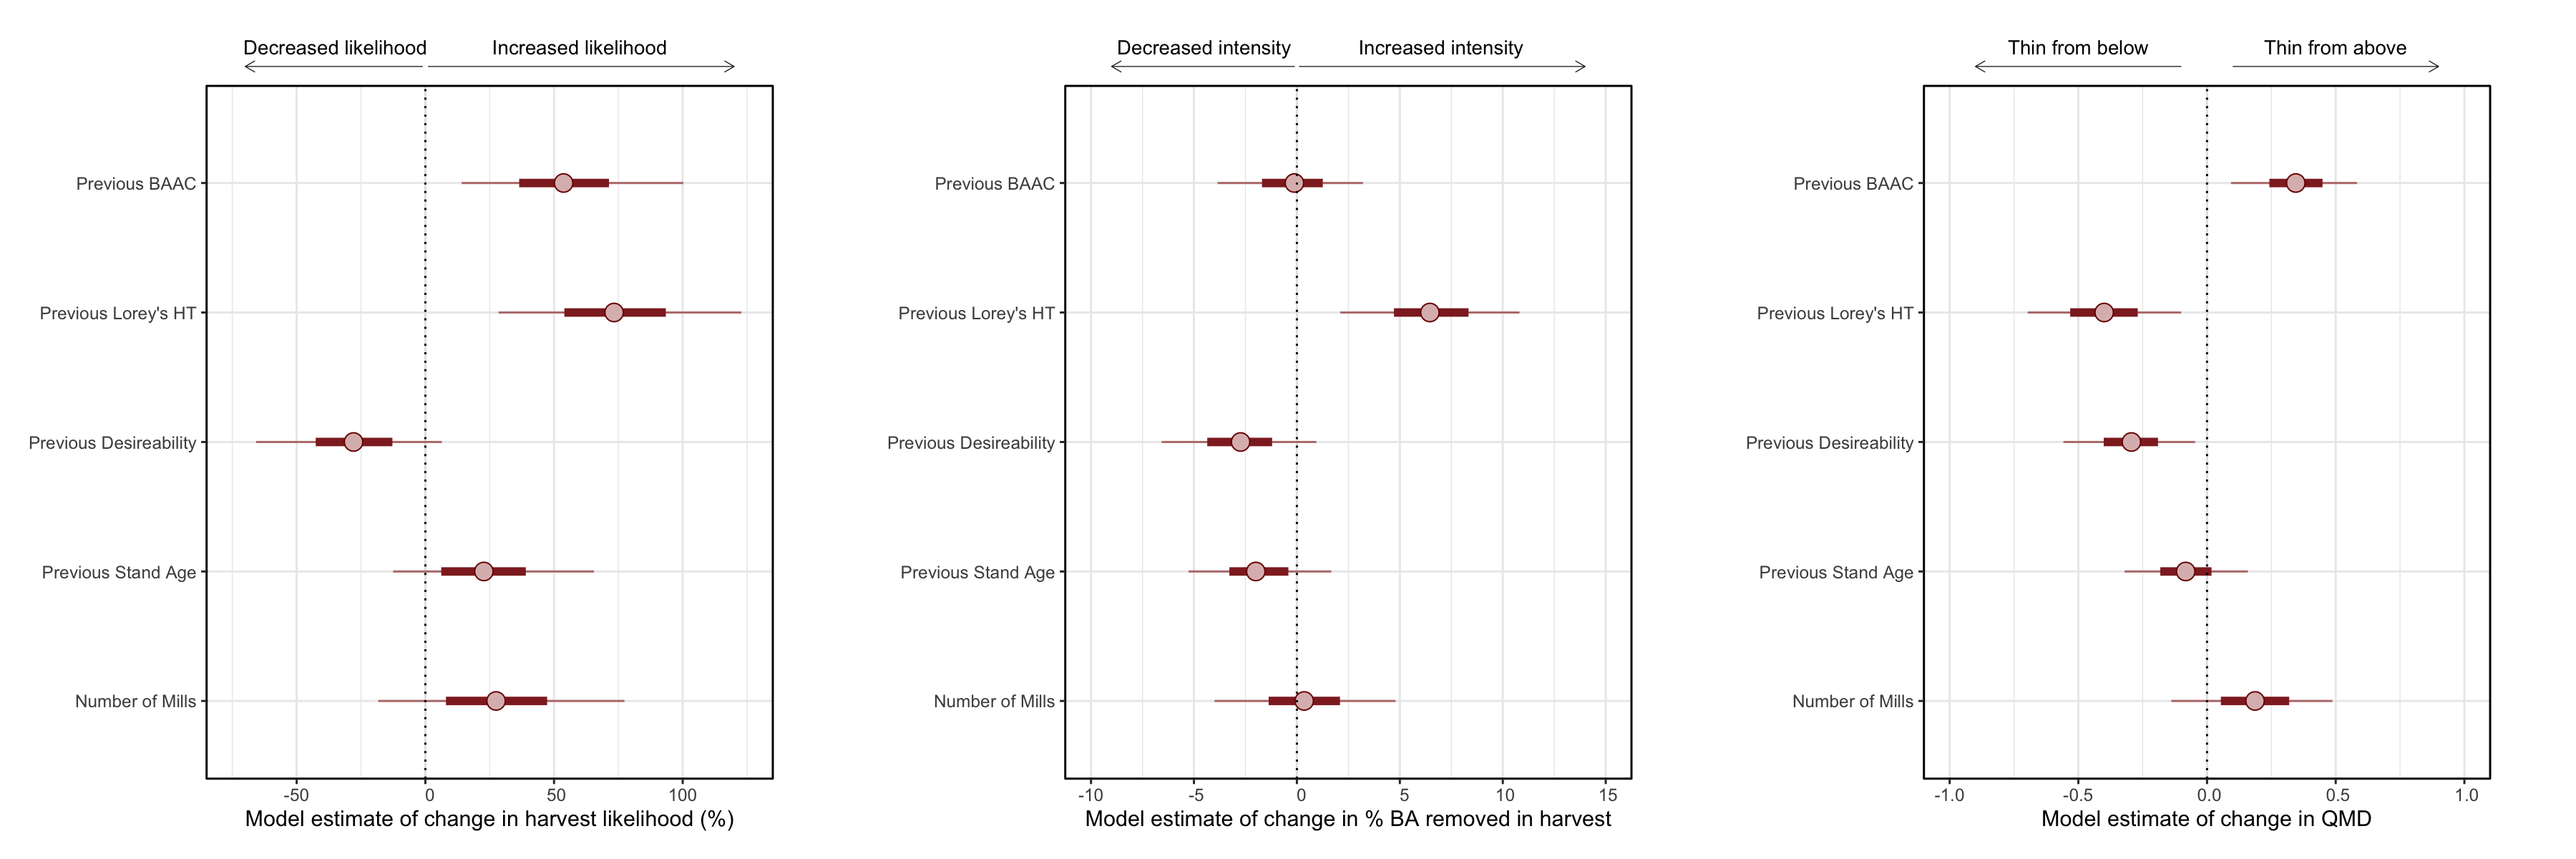 Decreased likelihood Increased likelihood
Previous BAAC
Previous Lorey's HT
Previous Desireability
Previous Stand Age
Number of Mills
-50 0 50 100
Model estimate of change in harvest likelihood (%)
Decreased intensity Increased intensity
Previous BAAC
Previous Lorey's HT
Previous Desireability
Previous Stand Age
Number of Mills
-10 -5 0 5 10 15
Model estimate of change in % BA removed in harvest
Thin from below Thin from above
Previous BAAC
Previous Lorey's HT
Previous Desireability
Previous Stand Age
Number of Mills
-1.0 -0.5 0.0 0.5 1.0
Model estimate of change in QMD